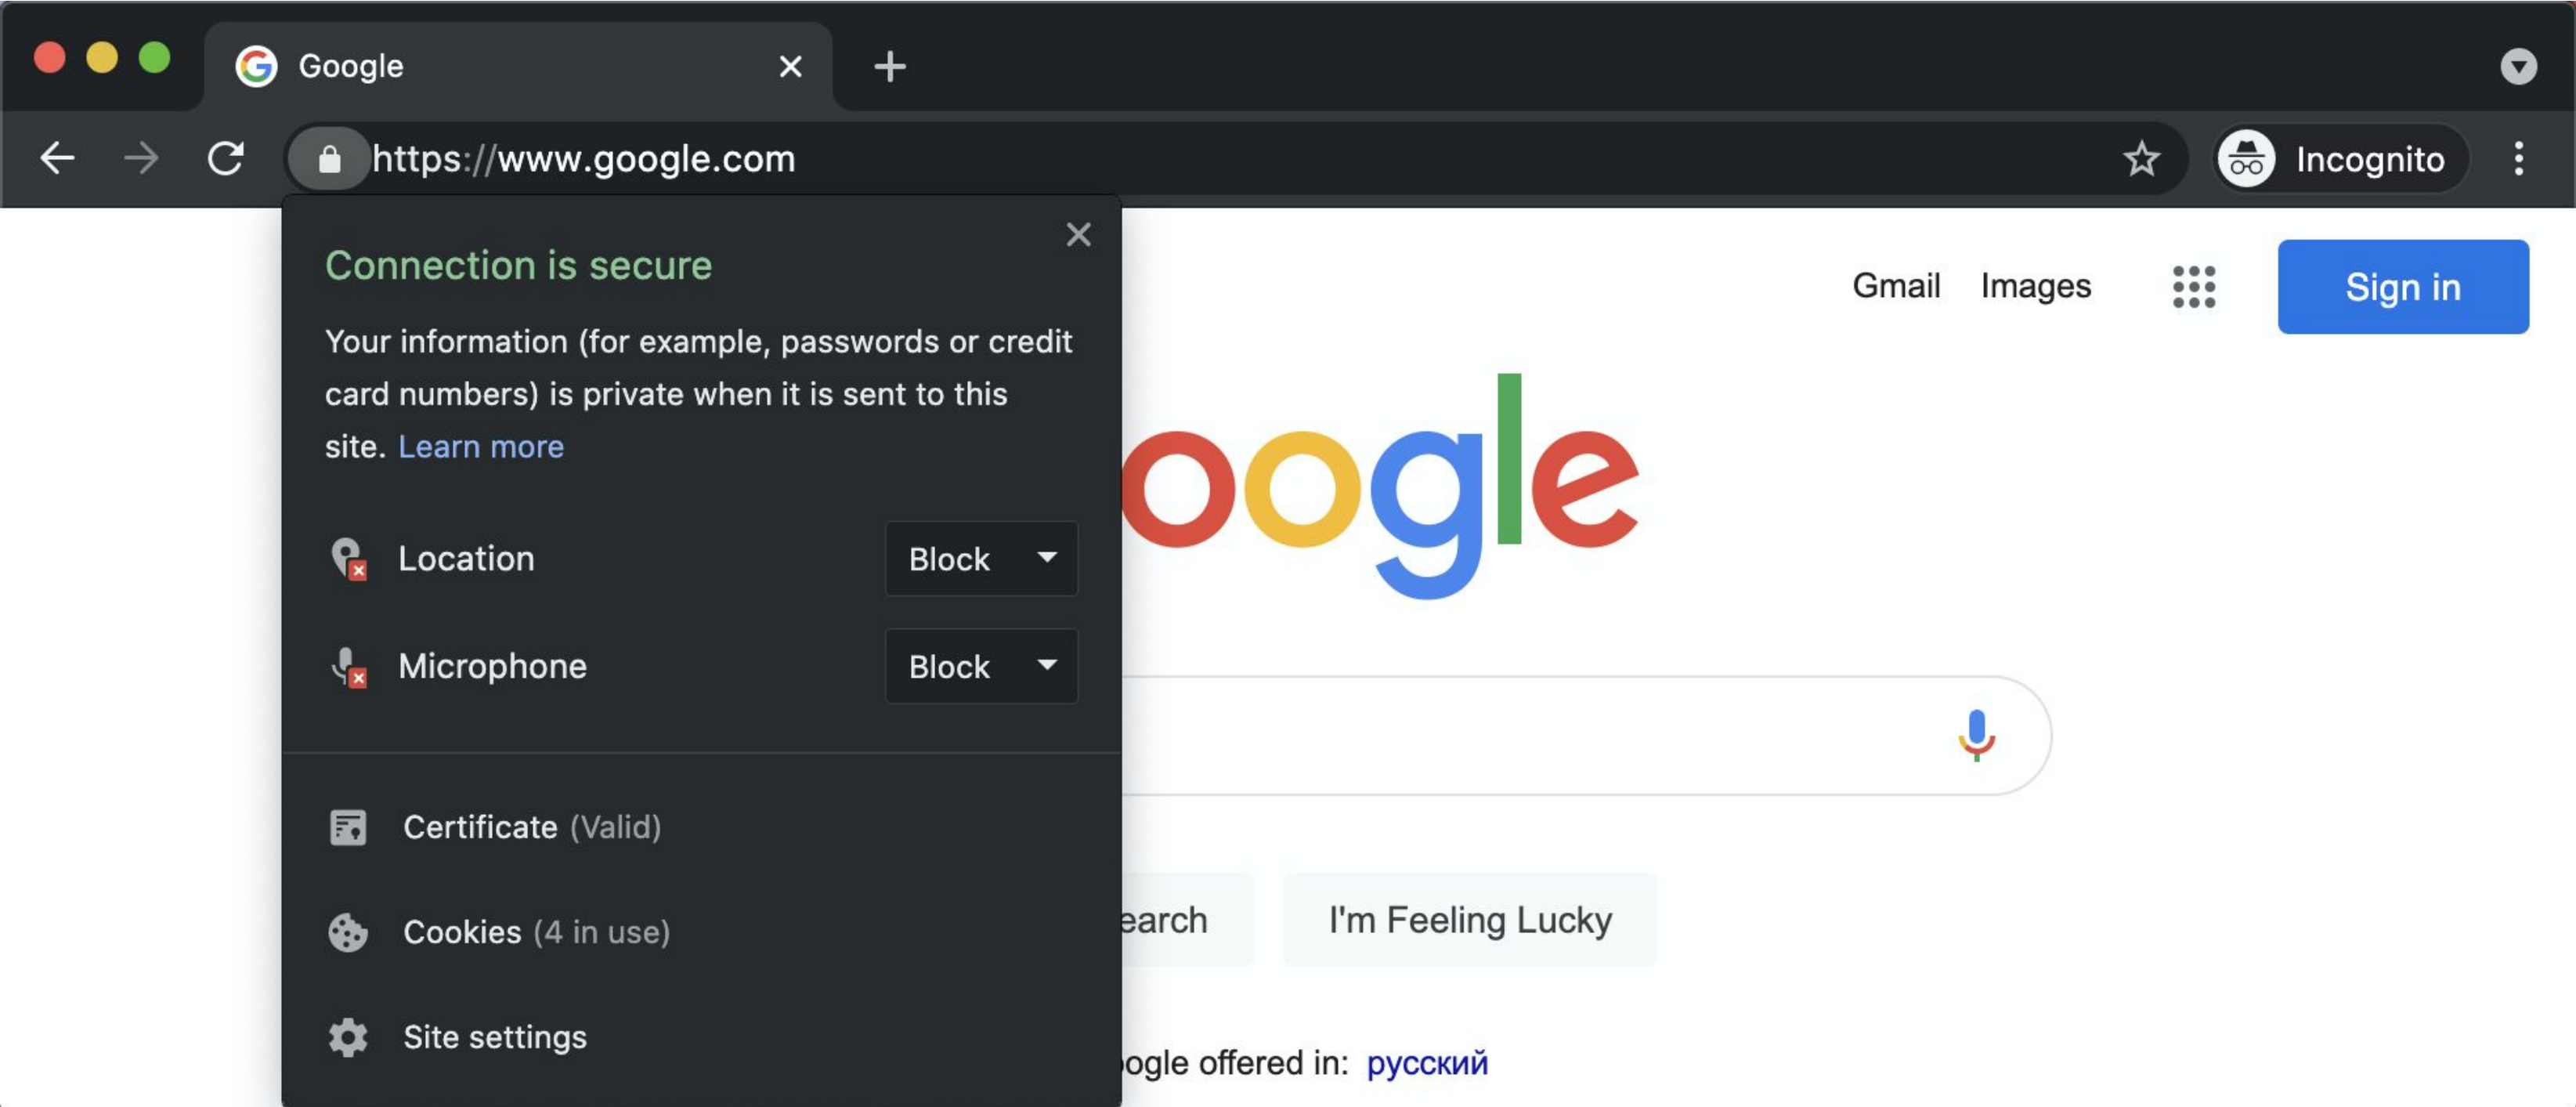 Google
https://www.google.com
Incognito
Connection is secure
Your information (for example, passwords or credit
card numbers) is private when it is sent to this
site. Learn more
Location Block
Microphone Block
Certificate (Valid)
Cookies (4 in use)
Site settings
Gmail Images Sign in
oogle
earch I'm Feeling Lucky
ogle offered in: русский